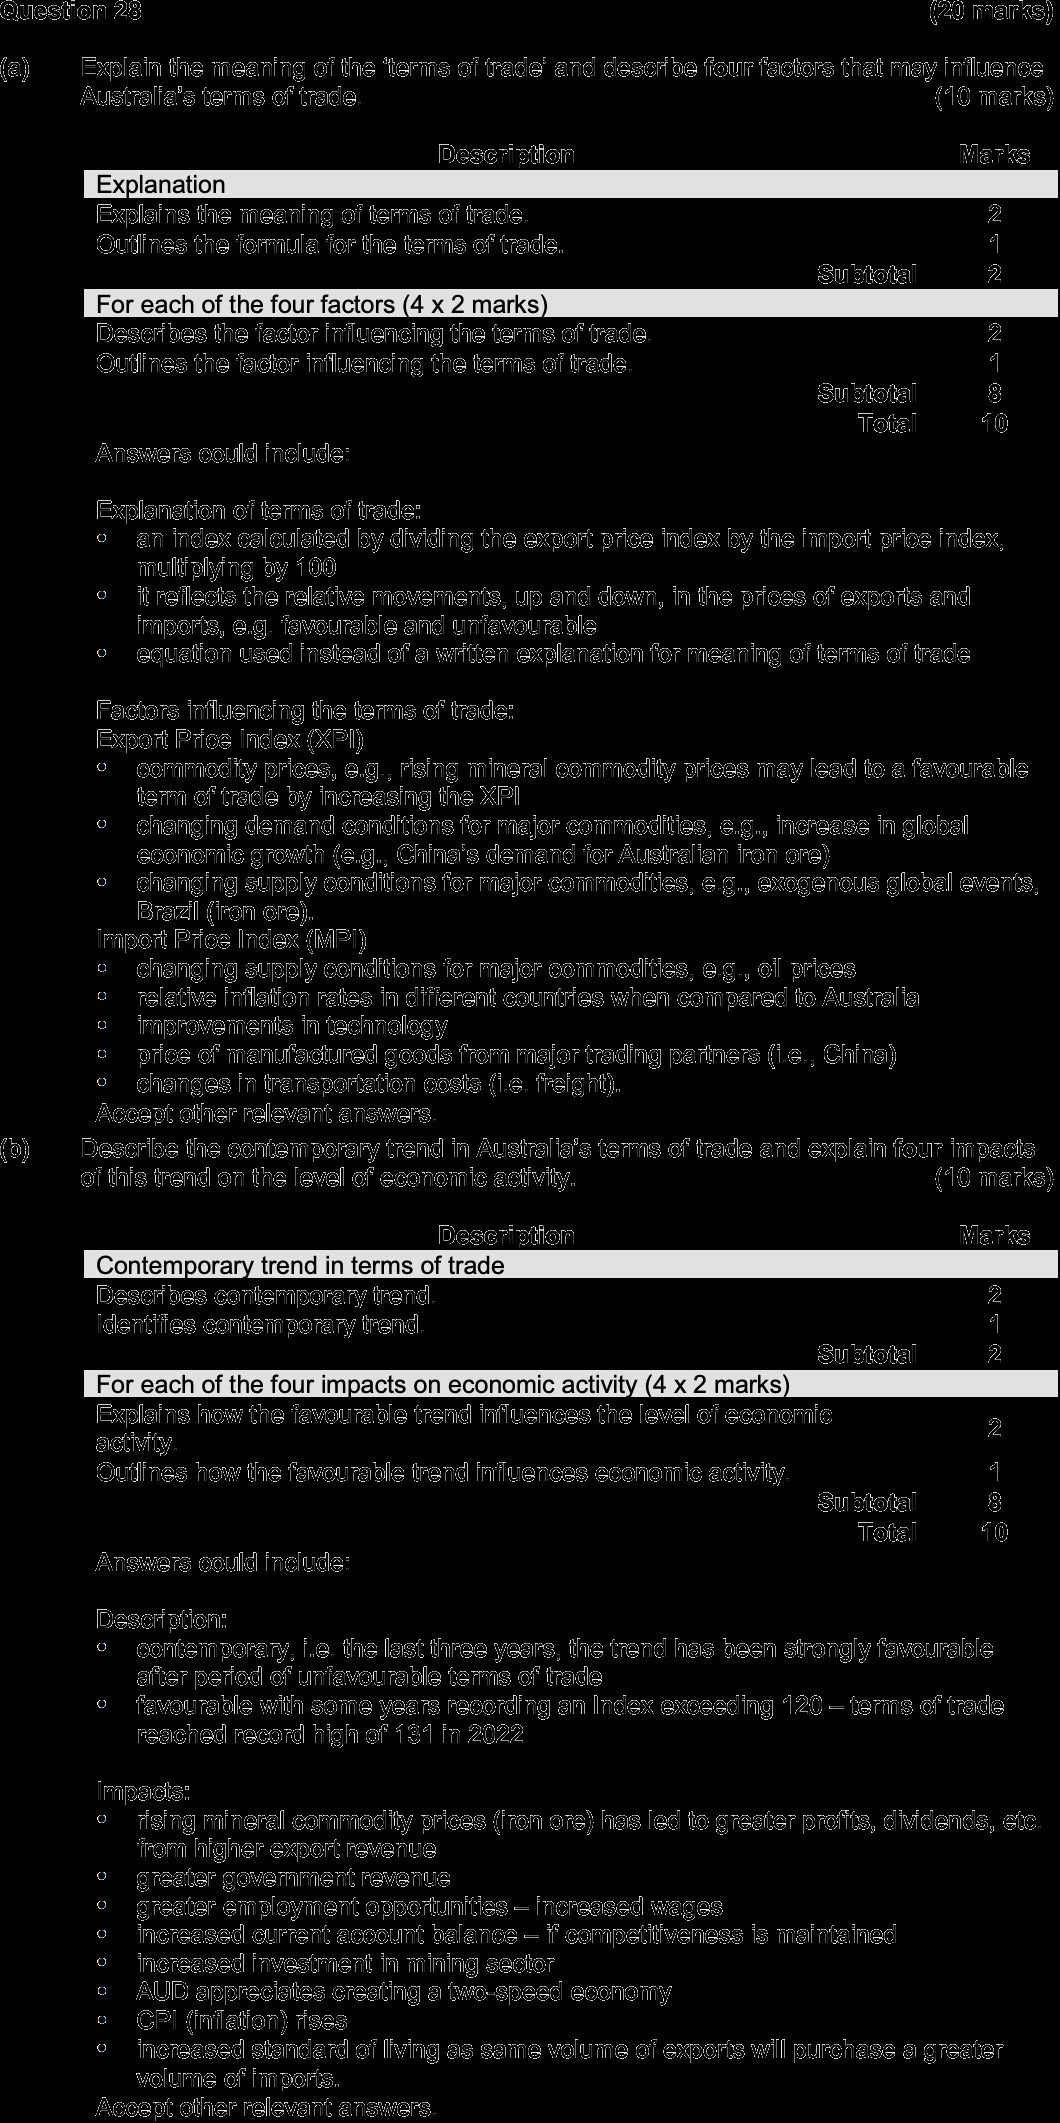 Question 28 (20 marks)
(a) Explain the meaning of the 'terms of trade' and describe four factors that may influence
Australia's terms of trade. (10 marks)
Description Marks
Explanation
Explains the meaning of terms of trade. 2
Outlines the formula for the terms of trade. 1
Subtotal 2
For each of the four factors (4 x 2 marks)
Describes the factor influencing the terms of trade. 2
Outlines the factor influencing the terms of trade. 1
Subtotal 8
Total 10
Answers could include:
Explanation of terms of trade:
• an index calculated by dividing the export price index by the import price index,
multiplying by 100
• it reflects the relative movements, up and down, in the prices of exports and
imports, e.g. favourable and unfavourable
• equation used instead of a written explanation for meaning of terms of trade
Factors influencing the terms of trade:
Export Price Index (XPI)
• commodity prices, e.g., rising mineral commodity prices may lead to a favourable
term of trade by increasing the XPI
• changing demand conditions for major commodities, e.g., increase in global
economic growth (e.g., China's demand for Australian iron ore)
• changing supply conditions for major commodities, e.g., exogenous global events,
Brazil (iron ore).
Import Price Index (MPI)
• changing supply conditions for major commodities, e.g., oil prices
• relative inflation rates in different countries when compared to Australia
• improvements in technology
• price of manufactured goods from major trading partners (i.e., China)
• changes in transportation costs (i.e. freight).
Accept other relevant answers.
(b) Describe the contemporary trend in Australia's terms of trade and explain four impacts
of this trend on the level of economic activity. (10 marks)
Description Marks
Contemporary trend in terms of trade
Describes contemporary trend. 2
Identifies contemporary trend. 1
Subtotal 2
For each of the four impacts on economic activity (4 x 2 marks)
Explains how the favourable trend influences the level of economic
activity. 2
Outlines how the favourable trend influences economic activity. 1
Subtotal 8
Total 10
Answers could include:
Description:
• contemporary, i.e. the last three years, the trend has been strongly favourable
after period of unfavourable terms of trade
• favourable with some years recording an Index exceeding 120 – terms of trade
reached record high of 131 in 2022
Impacts:
• rising mineral commodity prices (iron ore) has led to greater profits, dividends, etc.
from higher export revenue
• greater government revenue
• greater employment opportunities – increased wages
• increased current account balance – if competitiveness is maintained
• increased investment in mining sector
• AUD appreciates creating a two-speed economy
• CPI (inflation) rises
• increased standard of living as same volume of exports will purchase a greater
volume of imports.
Accept other relevant answers.